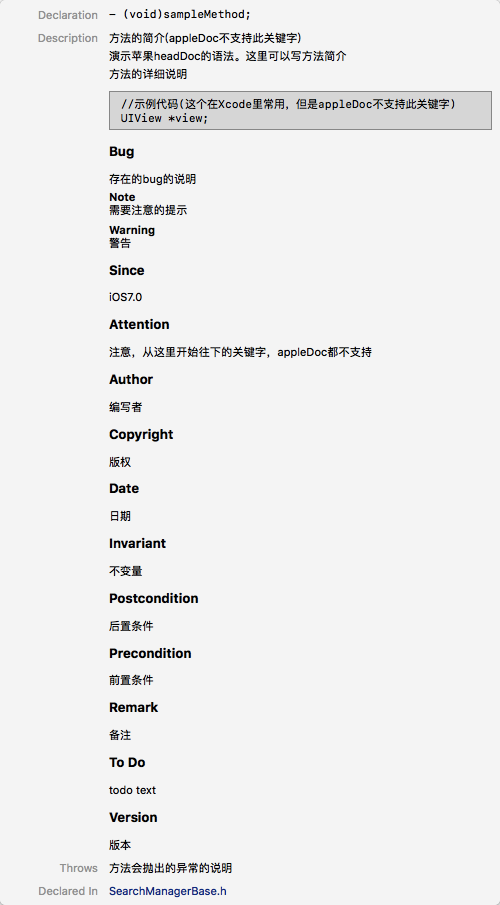 Declaration - (void)sampleMethod;
Description 方法的简介(appleDoc不支持此关键字)
演示苹果headDoc的语法。这里可以写方法简介
方法的详细说明
//示例代码(这个在Xcode里常用，但是appleDoc不支持此关键字)
UIView *view;
Bug
存在的bug的说明
Note
需要注意的提示
Warning
警告
Since
iOS7.0
Attention
注意，从这里开始往下的关键字，appleDoc都不支持
Author
编写者
Copyright
版权
Date
日期
Invariant
不变量
Postcondition
后置条件
Precondition
前置条件
Remark
备注
To Do
todo text
Version
版本
Throws 方法会抛出的异常的说明
Declared In SearchManagerBase.h